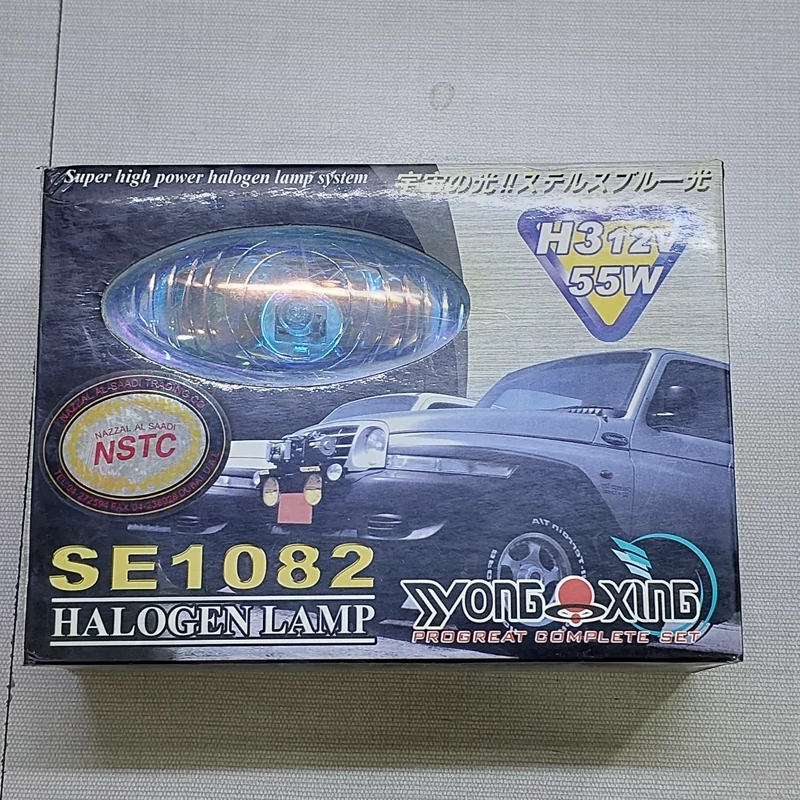 Super high power halogen lamp system
宇宙の光!!ステルスブルー光
H3 12V
55W
NAZZAL AL-SAADI TRADING CO.
NAZZAL AL SAADI
NSTC
SE1082
HALOGEN LAMP
YYONG XING
PROGREAT COMPLETE SET